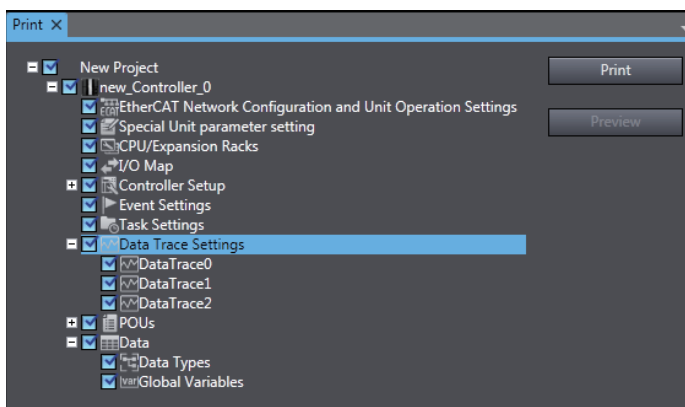 Print
New Project
Print
new_Controller_0
ECAT
EtherCAT Network Configuration and Unit Operation Settings
Special Unit parameter setting
Preview
CPU/Expansion Racks
I/O Map
Controller Setup
Event Settings
Task Settings
Data Trace Settings
DataTrace0
DataTrace1
DataTrace2
POUs
Data
Data Types
var
Global Variables